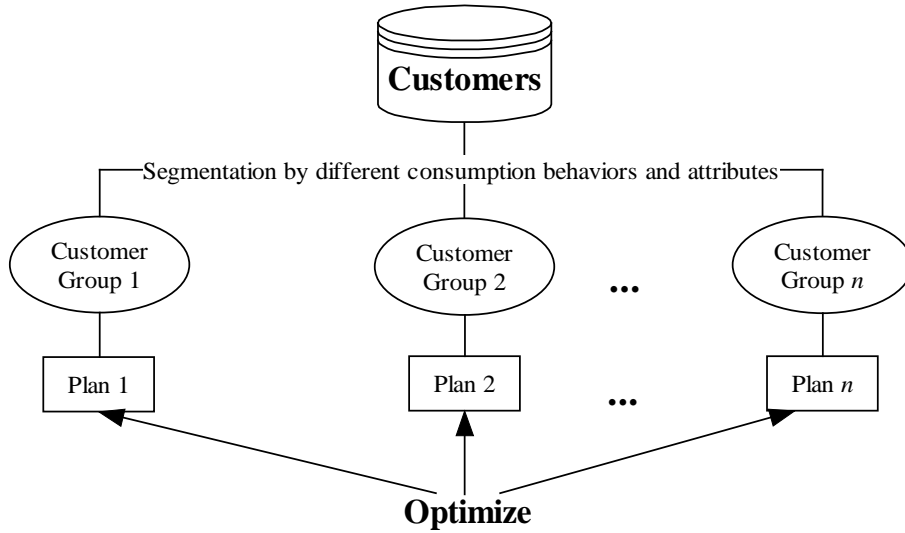 Customers
Segmentation by different consumption behaviors and attributes
Customer
Group 1
Customer
Group 2
...
Customer
Group n
Plan 1
Plan 2
...
Plan n
Optimize